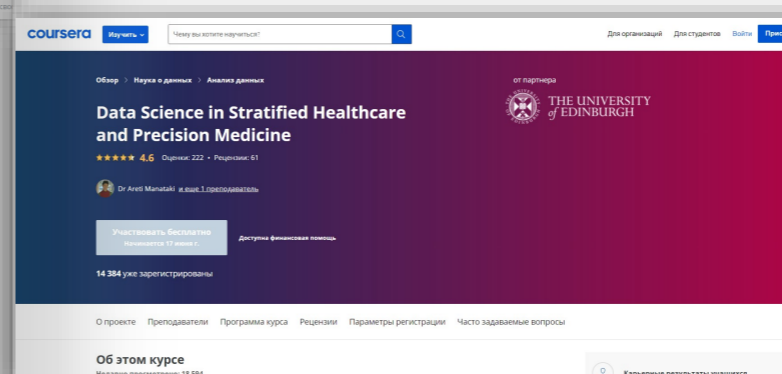 coursera
Изучить
Чему вы хотите научиться?
Для организаций
Для студентов
Войти
Обзор > Наука о данных > Анализ данных
от партнера
THE UNIVERSITY
of EDINBURGH
Data Science in Stratified Healthcare
and Precision Medicine
4.6 Оценки: 222 • Рецензии: 61
Dr Areti Manataki и еще 1 преподаватель
Участвовать бесплатно
Начинается 17 июня г.
Доступна финансовая помощь
14 384 уже зарегистрированы
О проекте Преподаватели Программа курса Рецензии Параметры регистрации Часто задаваемые вопросы
Об этом курсе